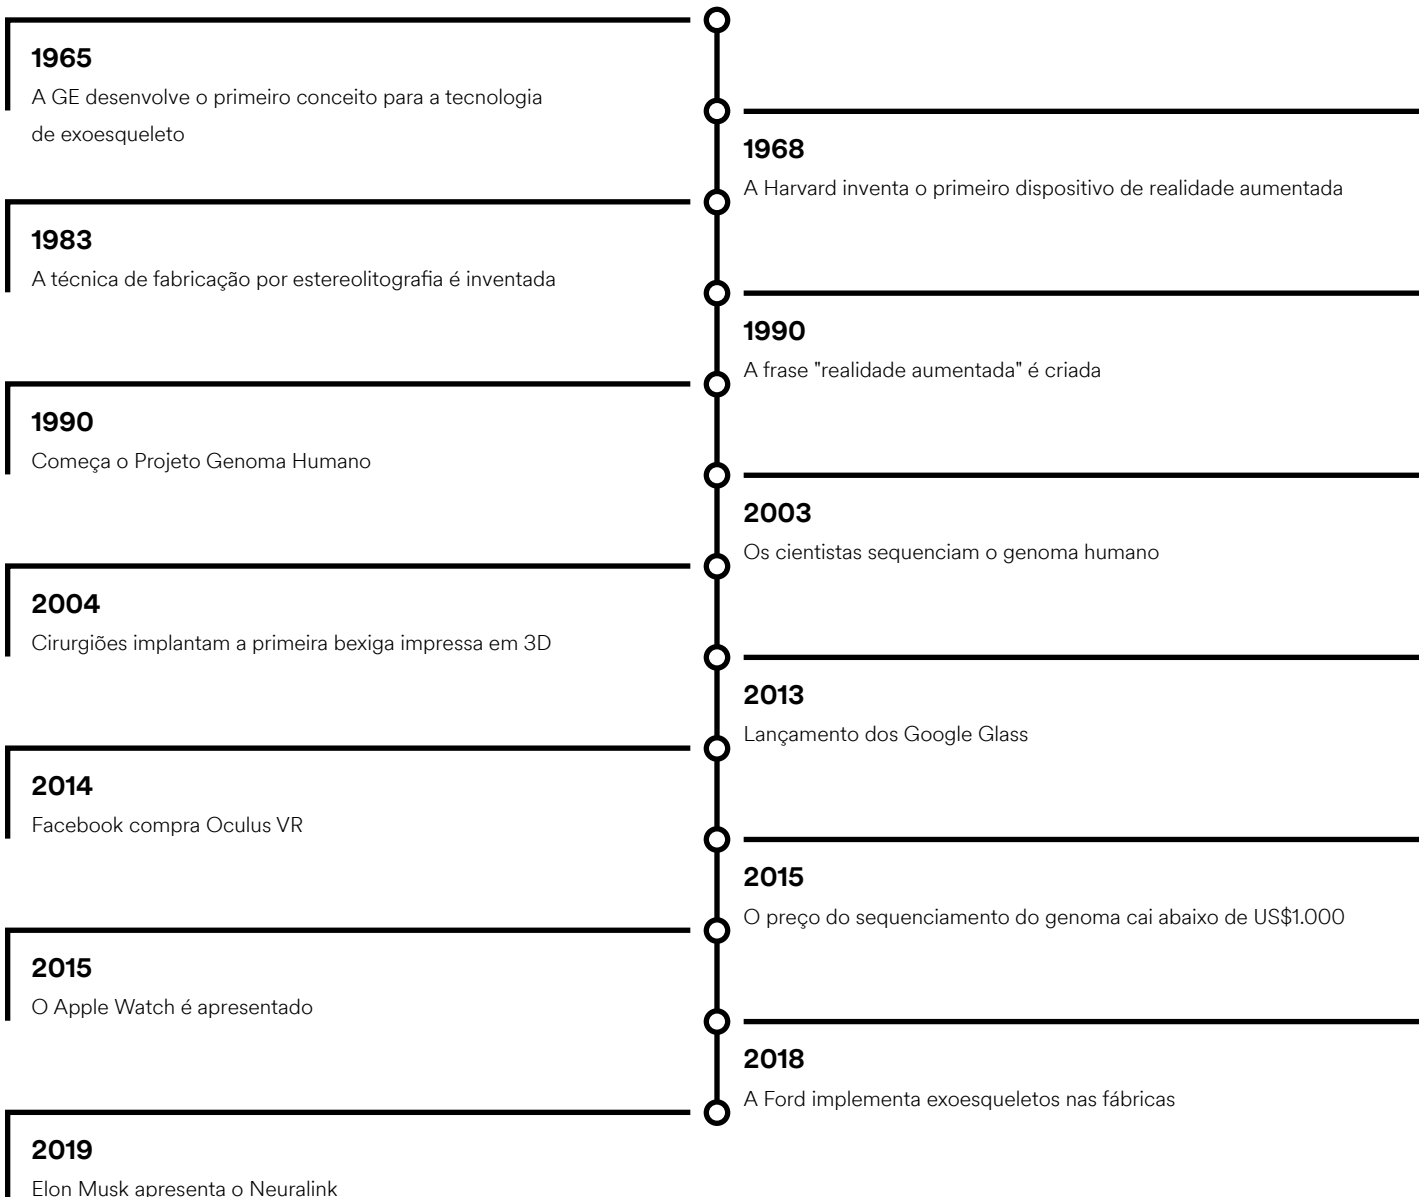 1965
A GE desenvolve o primeiro conceito para a tecnologia
de exoesqueleto
1968
A Harvard inventa o primeiro dispositivo de realidade aumentada
1983
A técnica de fabricação por estereolitografia é inventada
1990
A frase "realidade aumentada" é criada
1990
Começa o Projeto Genoma Humano
2003
Os cientistas sequenciam o genoma humano
2004
Cirurgiões implantam a primeira bexiga impressa em 3D
2013
Lançamento dos Google Glass
2014
Facebook compra Oculus VR
2015
O preço do sequenciamento do genoma cai abaixo de US$1.000
2015
O Apple Watch é apresentado
2018
A Ford implementa exoesqueletos nas fábricas
2019
Elon Musk apresenta o Neuralink